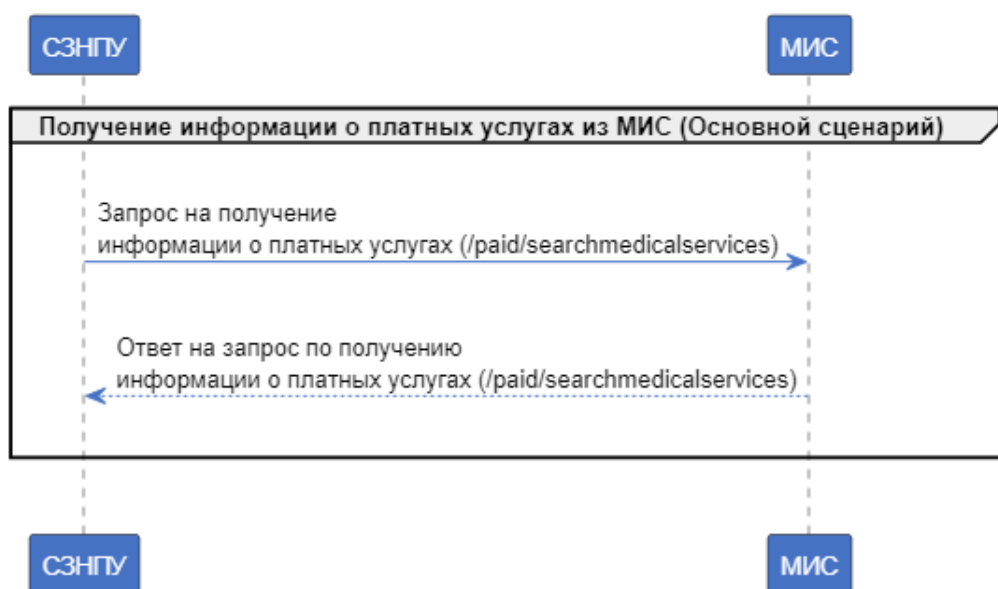 СЗНПУ
МИС
Получение информации о платных услугах из МИС (Основной сценарий)
Запрос на получение
информации о платных услугах (/paid/searchmedicalservices)
Ответ на запрос по получению
информации о платных услугах (/paid/searchmedicalservices)
СЗНПУ
МИС